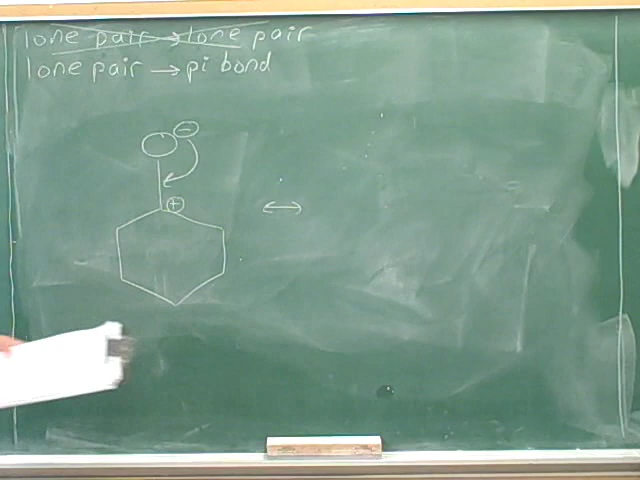 lone pair → lone pair
lone pair → pi bond
O ⊖
⊕ ↔